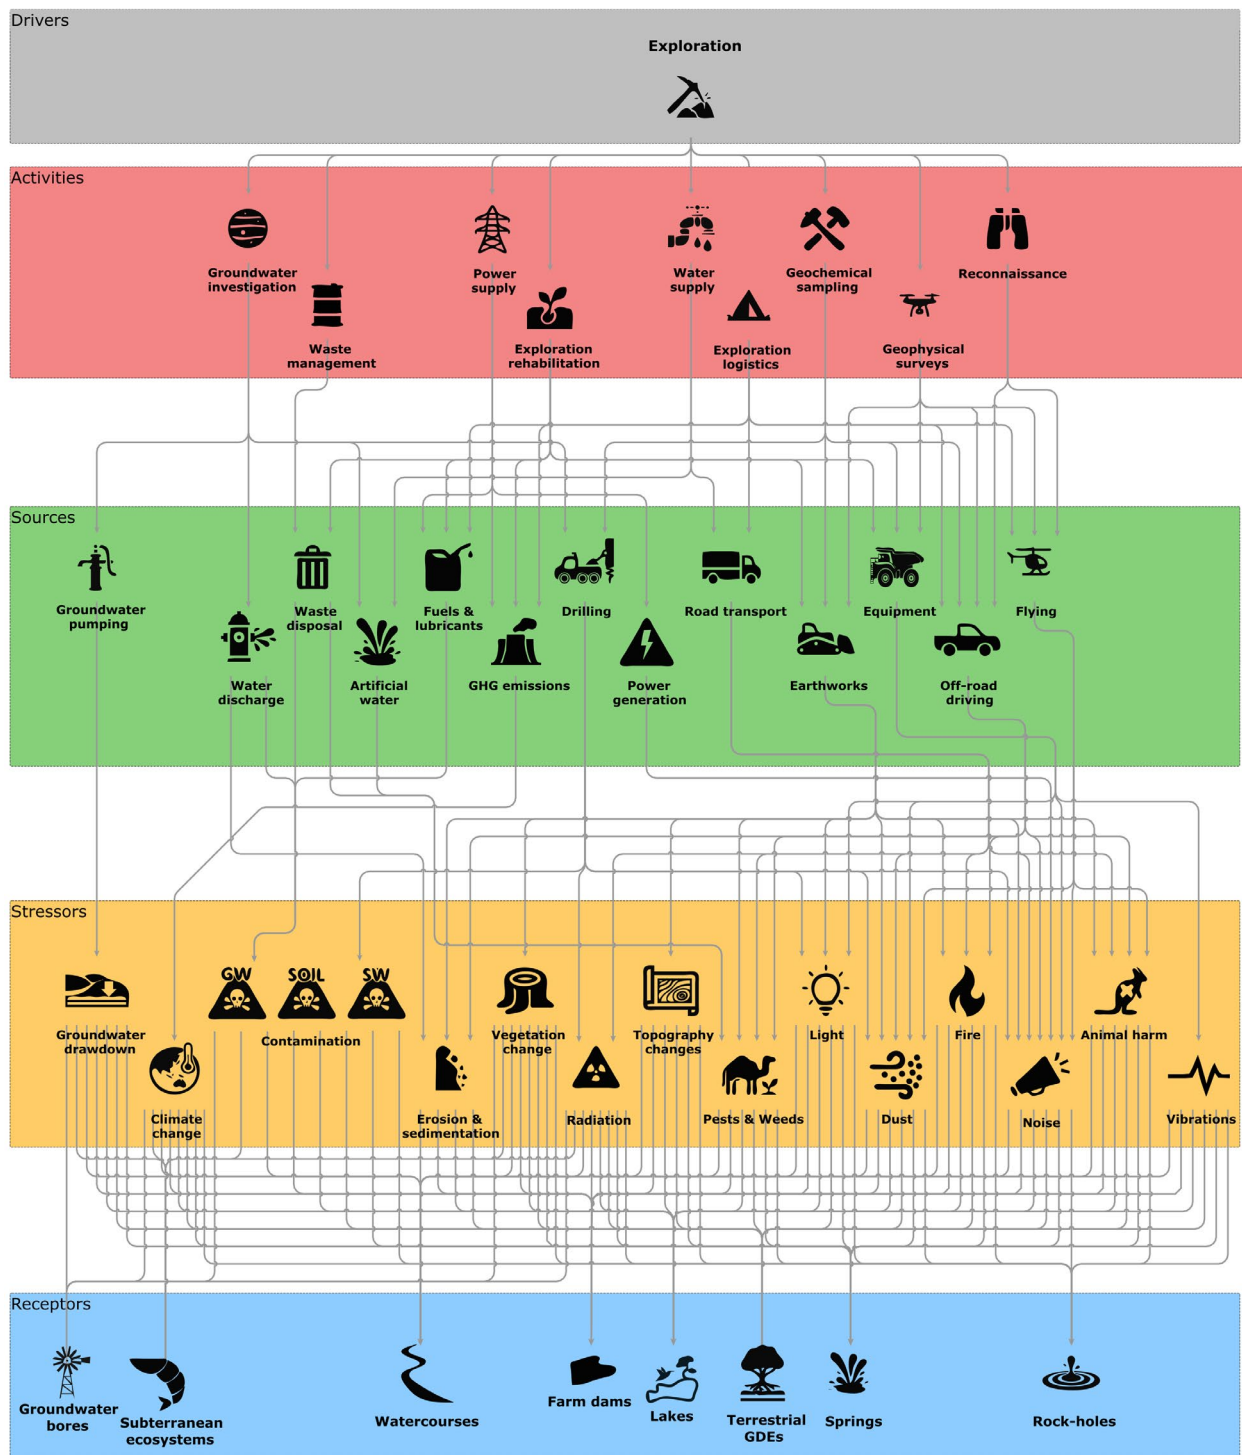 Drivers
Exploration
Activities
Groundwater
investigation
Power
supply
Water
supply
Geochemical
sampling
Reconnaissance
Waste
management
Exploration
rehabilitation
Exploration
logistics
Geophysical
surveys
Sources
Groundwater
pumping
Waste
disposal
Fuels &
lubricants
Drilling
Road transport
Equipment
Flying
Water
discharge
Artificial
water
GHG emissions
Power
generation
Earthworks
Off-road
driving
Stressors
GW
SOIL
SW
Groundwater
drawdown
Contamination
Vegetation
change
Topography
changes
Light
Fire
Animal harm
Climate
change
Erosion &
sedimentation
Radiation
Pests & Weeds
Dust
Noise
Vibrations
Receptors
Groundwater
bores
Subterranean
ecosystems
Watercourses
Farm dams
Lakes
Terrestrial
GDEs
Springs
Rock-holes